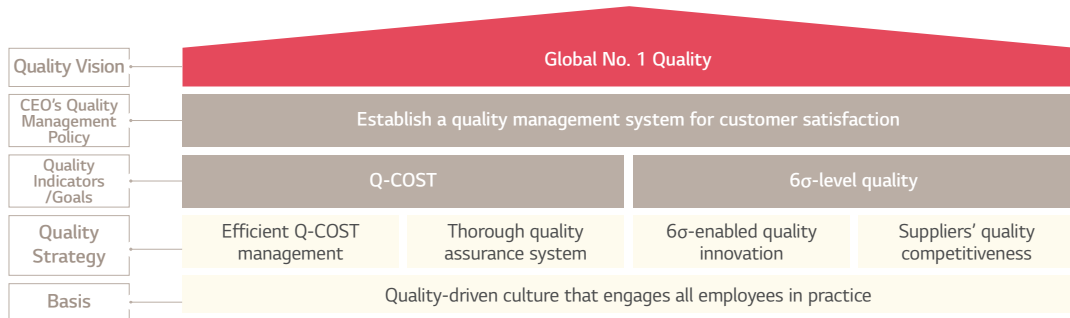 Quality Vision
Global No. 1 Quality
CEO’s Quality
Management
Policy
Establish a quality management system for customer satisfaction
Quality
Indicators
/Goals
Q-COST
6σ-level quality
Quality
Strategy
Efficient Q-COST
management
Thorough quality
assurance system
6σ-enabled quality
innovation
Suppliers’ quality
competitiveness
Basis
Quality-driven culture that engages all employees in practice